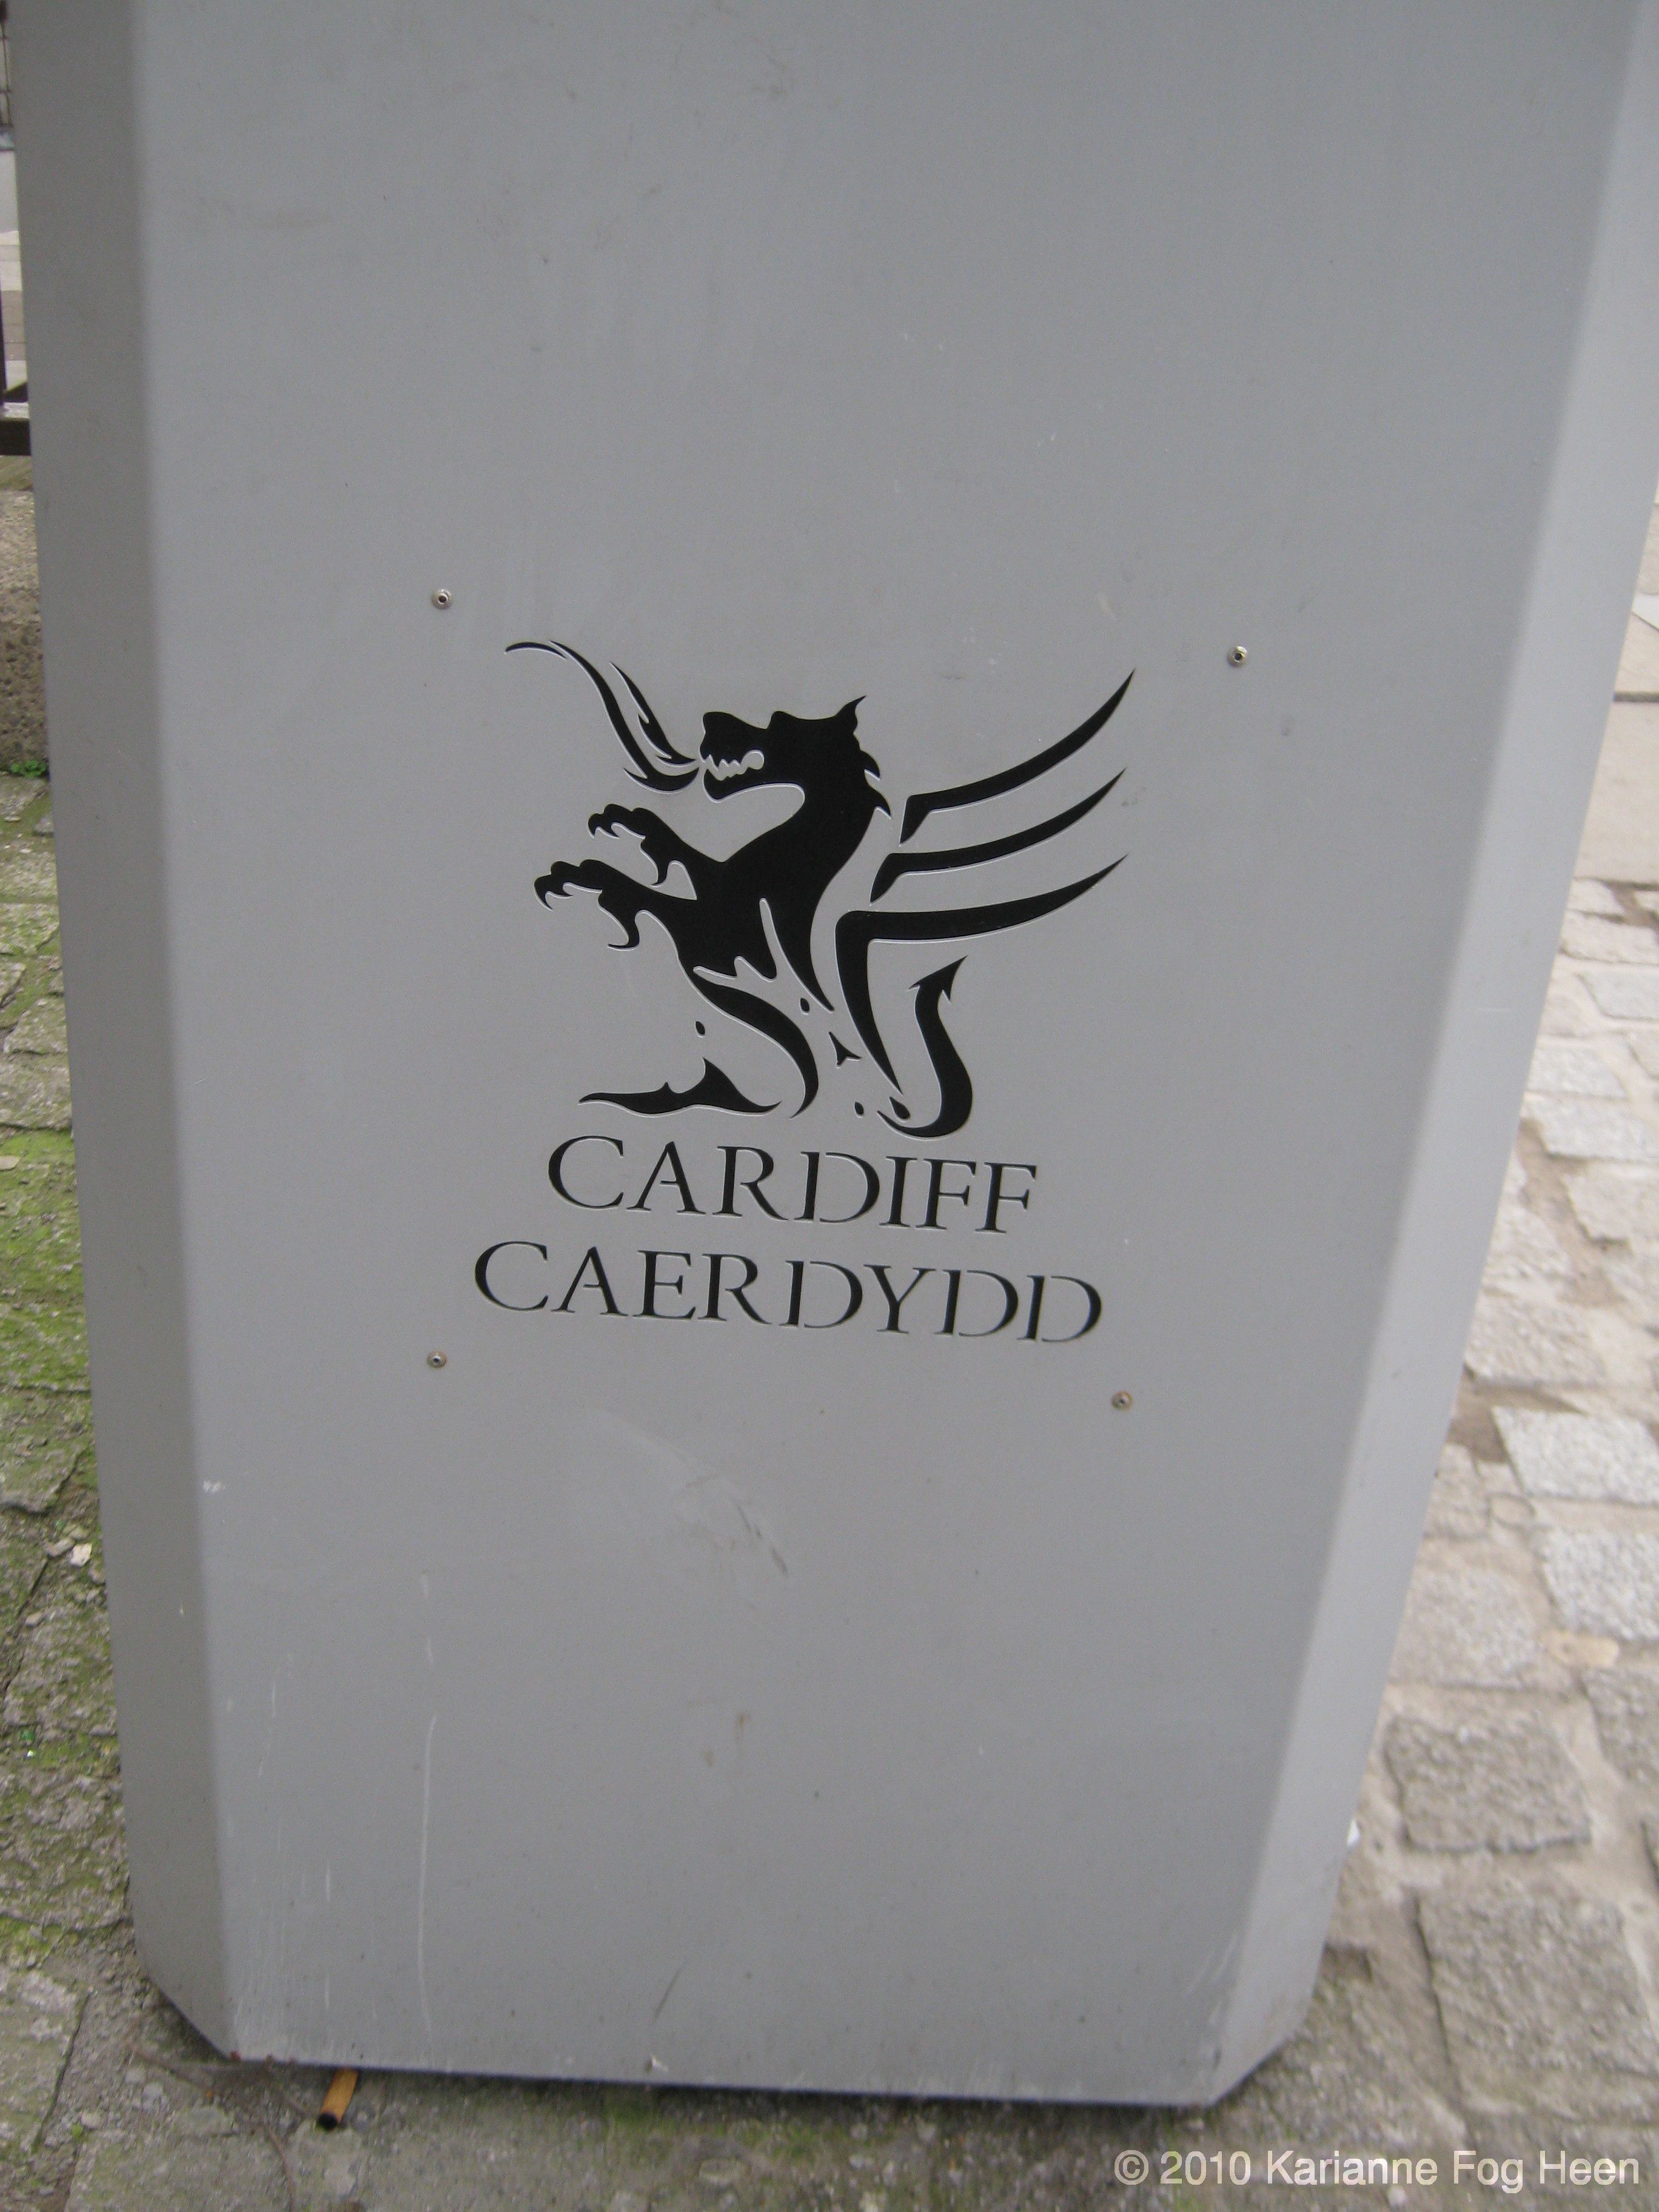 CARDIFF
CAERDYDD
© 2010 Karianne Fog Heen